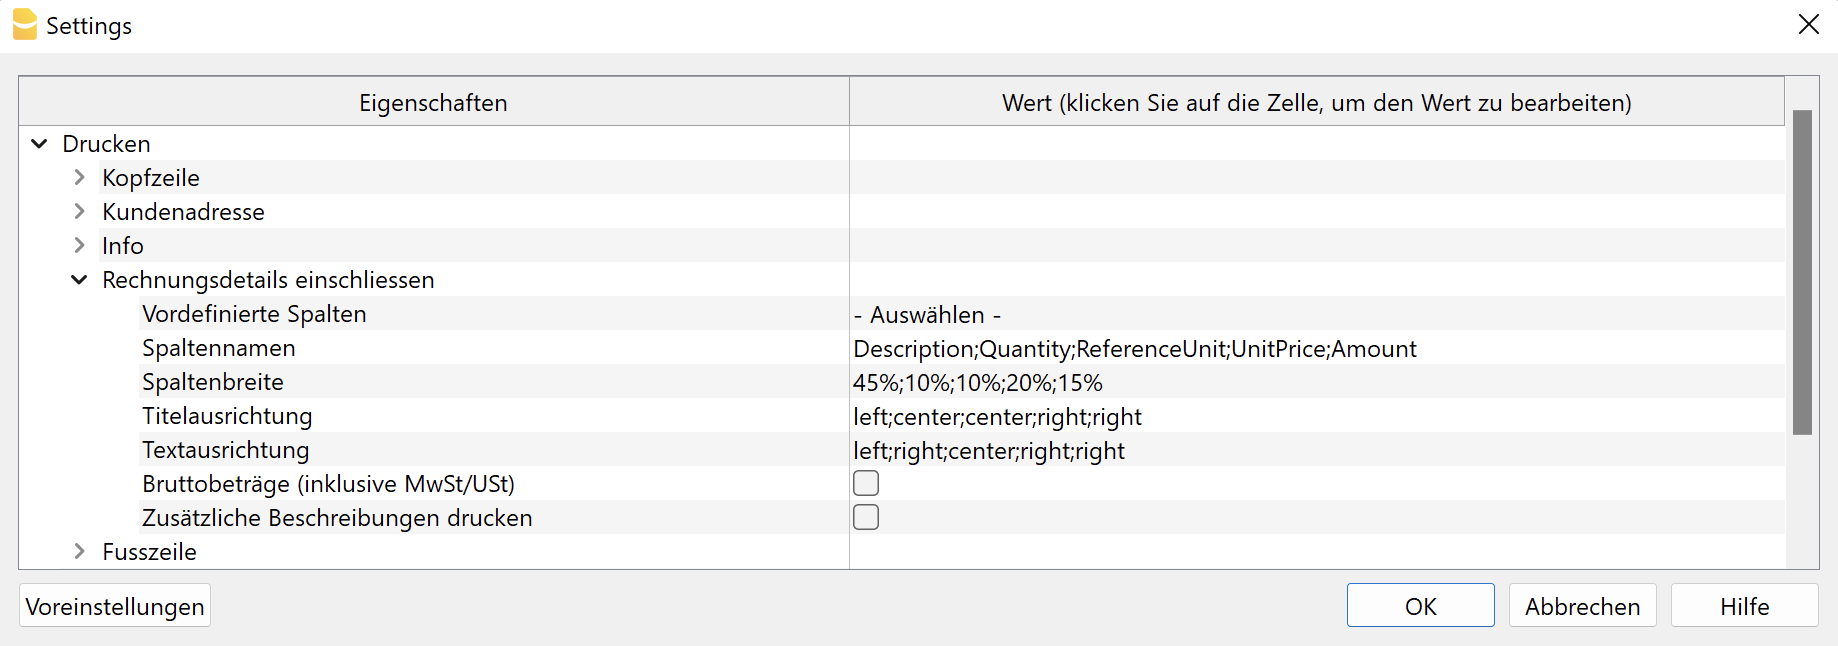 Settings
Eigenschaften Wert (klicken Sie auf die Zelle, um den Wert zu bearbeiten)
Drucken
Kopfzeile
Kundenadresse
Info
Rechnungsdetails einschliessen
Vordefinierte Spalten - Auswählen -
Spaltennamen Description;Quantity;ReferenceUnit;UnitPrice;Amount
Spaltenbreite 45%;10%;10%;20%;15%
Titelausrichtung left;center;center;right;right
Textausrichtung left;right;center;right;right
Bruttobeträge (inklusive MwSt/USt)
Zusätzliche Beschreibungen drucken
Fusszeile
Voreinstellungen OK Abbrechen Hilfe